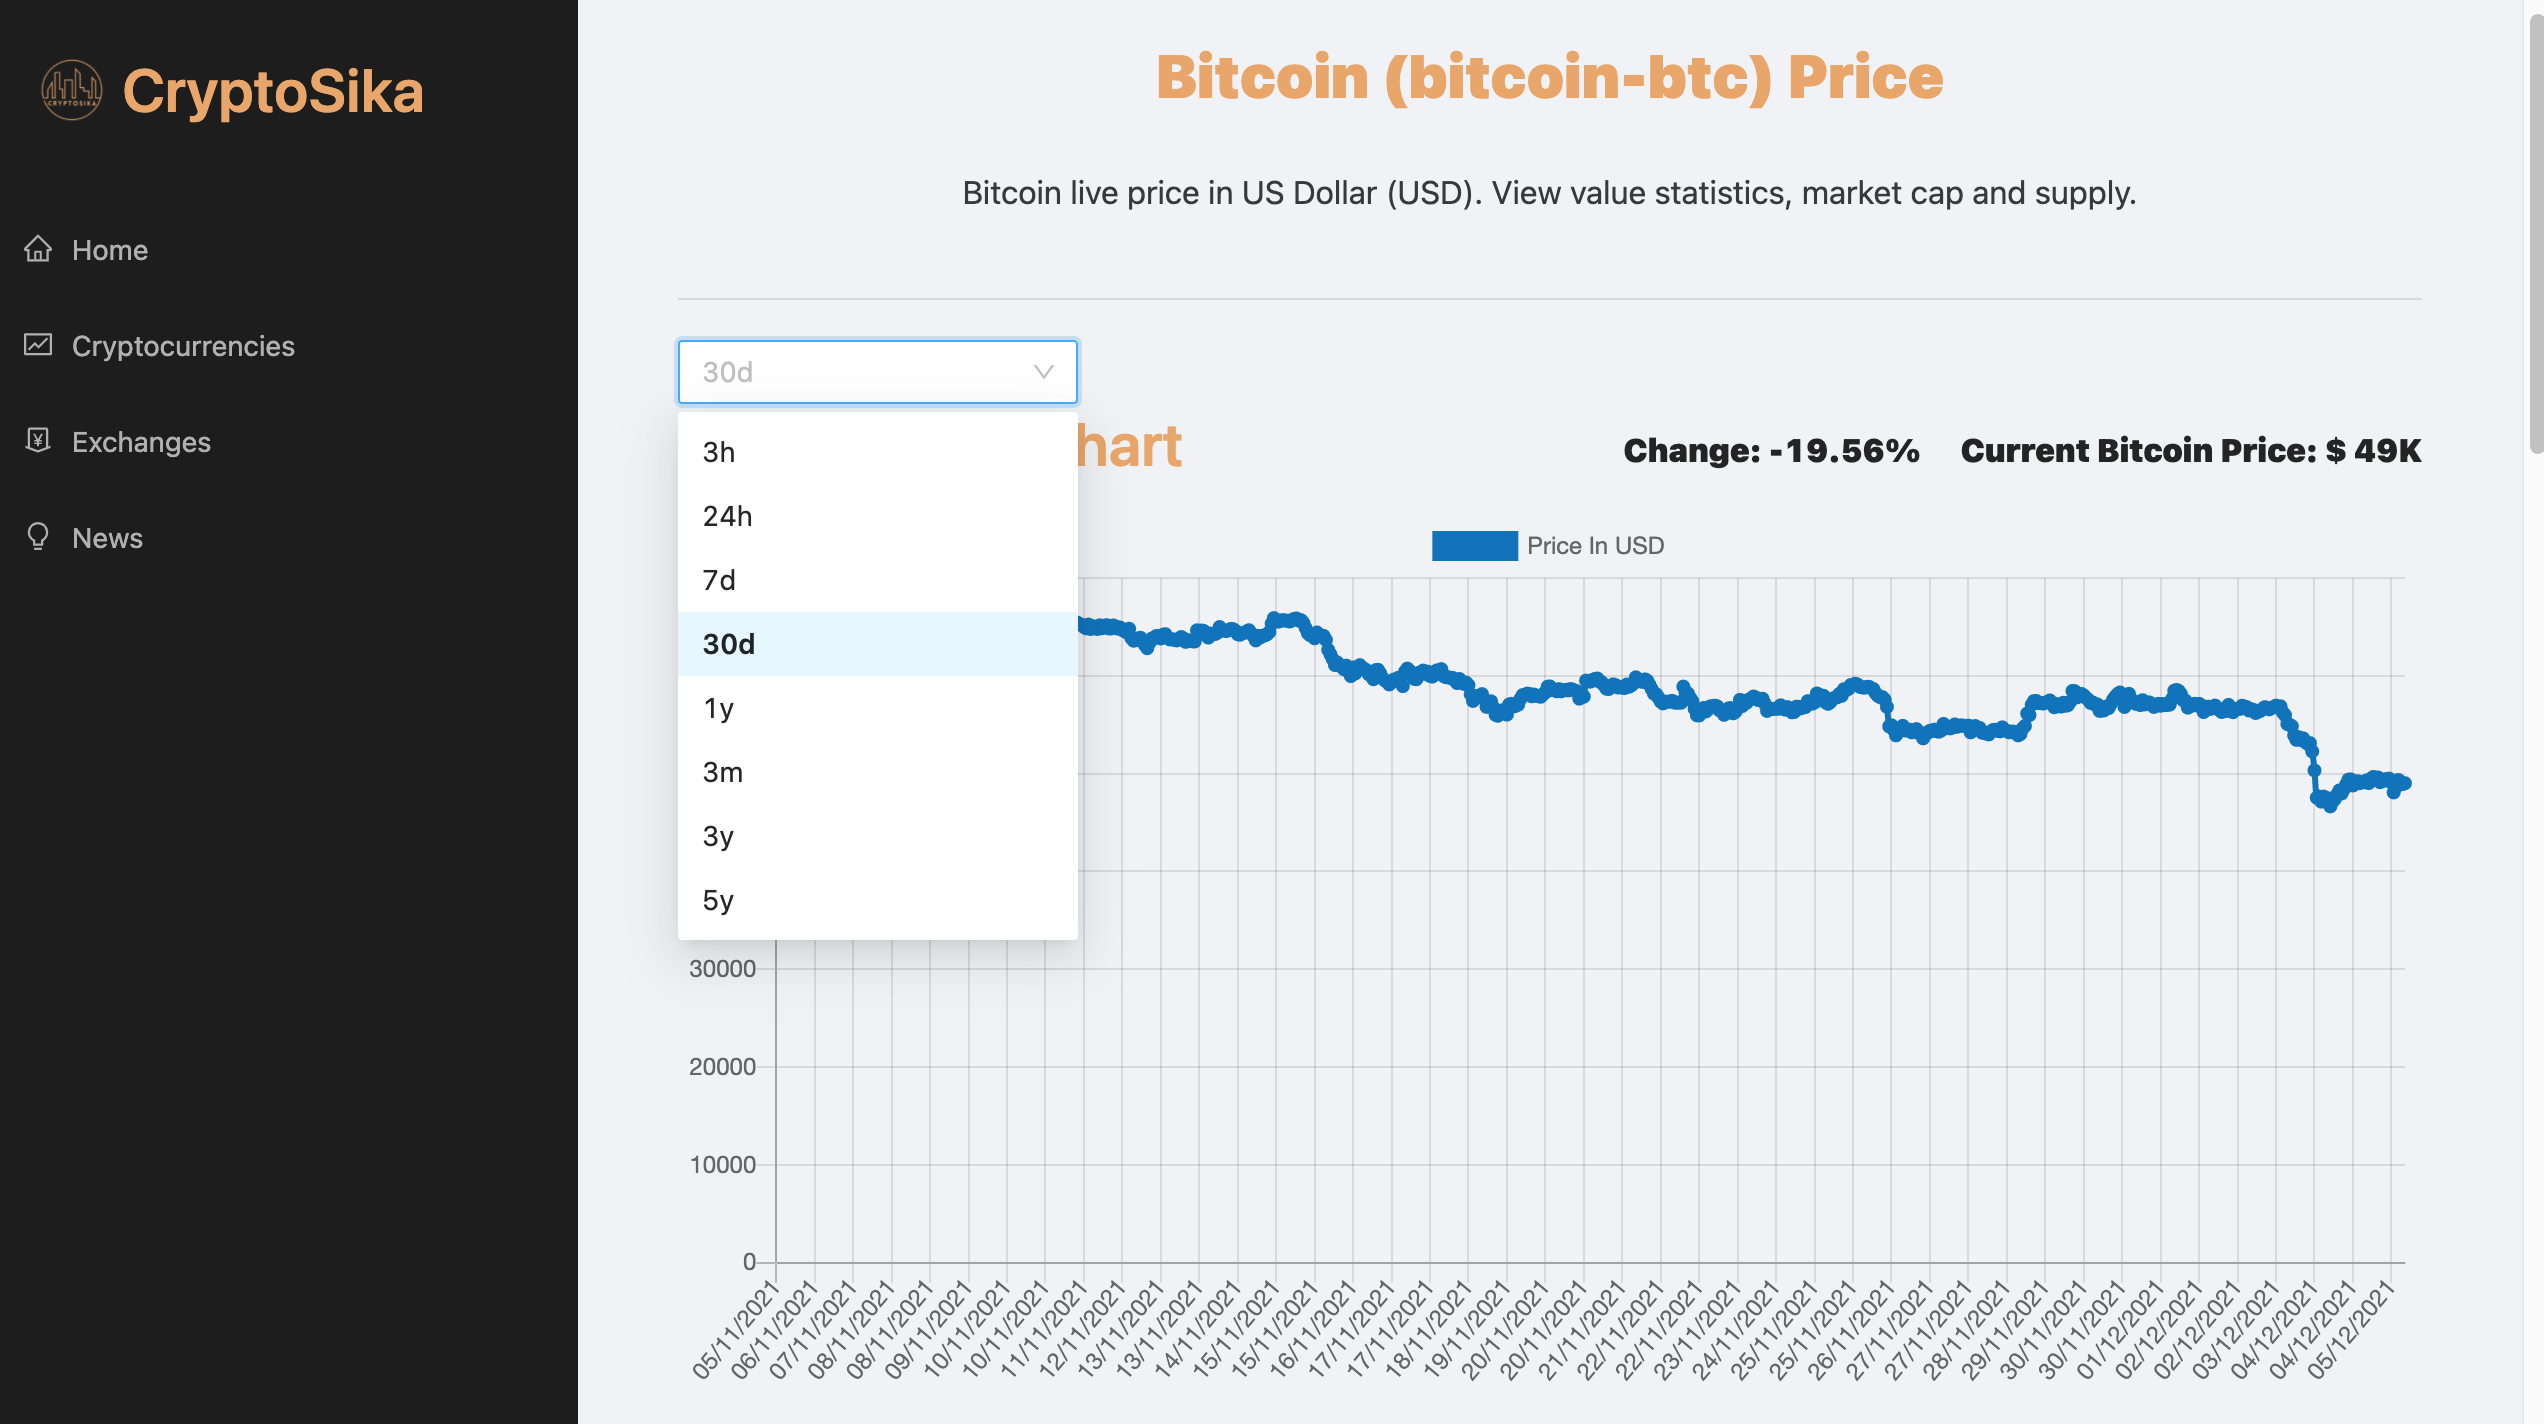 CRYPTOSIKA
CryptoSika
Home
Cryptocurrencies
Exchanges
News
Bitcoin (bitcoin-btc) Price
Bitcoin live price in US Dollar (USD). View value statistics, market cap and supply.
30d
3h
24h
7d
30d
1y
3m
3y
5y
hart
Change: -19.56% Current Bitcoin Price: $ 49K
Price In USD
30000
20000
10000
0
05/11/2021
06/11/2021
07/11/2021
08/11/2021
08/11/2021
09/11/2021
10/11/2021
10/11/2021
11/11/2021
12/11/2021
13/11/2021
13/11/2021
14/11/2021
15/11/2021
15/11/2021
16/11/2021
17/11/2021
17/11/2021
18/11/2021
19/11/2021
20/11/2021
20/11/2021
21/11/2021
22/11/2021
22/11/2021
23/11/2021
24/11/2021
25/11/2021
25/11/2021
26/11/2021
27/11/2021
27/11/2021
28/11/2021
29/11/2021
30/11/2021
30/11/2021
01/12/2021
02/12/2021
02/12/2021
03/12/2021
04/12/2021
04/12/2021
05/12/2021